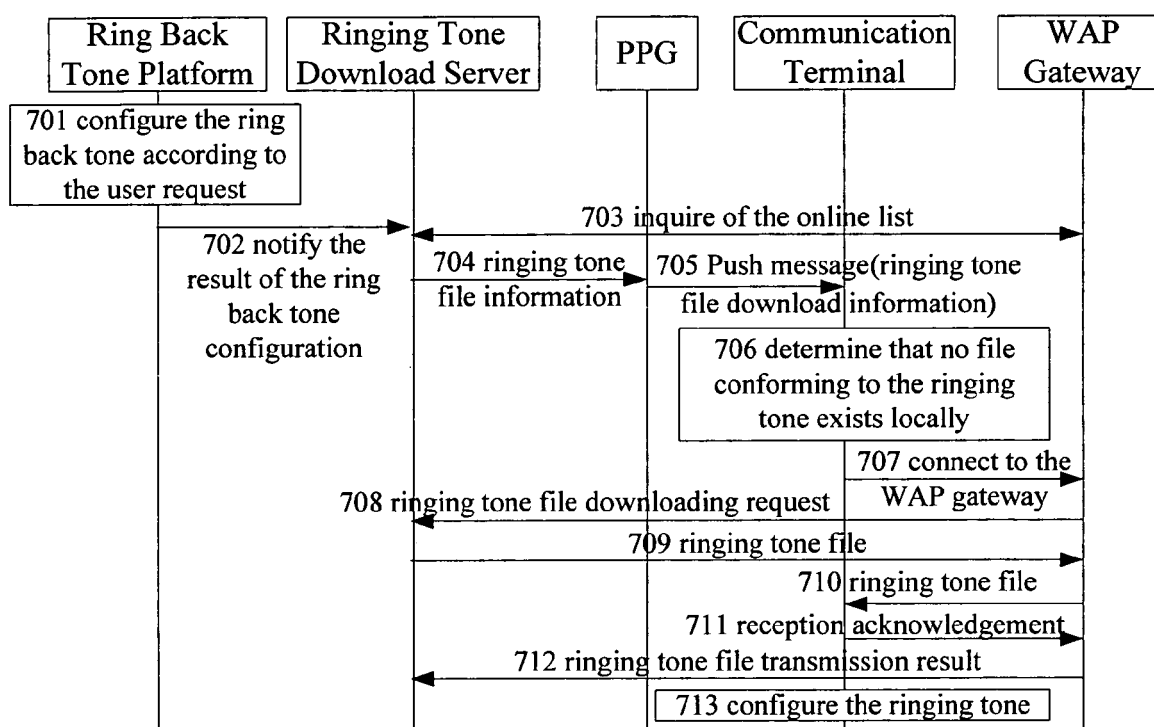 Ring Back
Tone Platform
Ringing Tone
Download Server
PPG
Communication
Terminal
WAP
Gateway
701 configure the ring
back tone according to
the user request
702 notify the
result of the ring
back tone
configuration
703 inquire of the online list
704 ringing tone
file information
705 Push message(ringing tone
file download information)
706 determine that no file
conforming to the ringing
tone exists locally
707 connect to the
WAP gateway
708 ringing tone file downloading request
709 ringing tone file
710 ringing tone file
711 reception acknowledgement
712 ringing tone file transmission result
713 configure the ringing tone